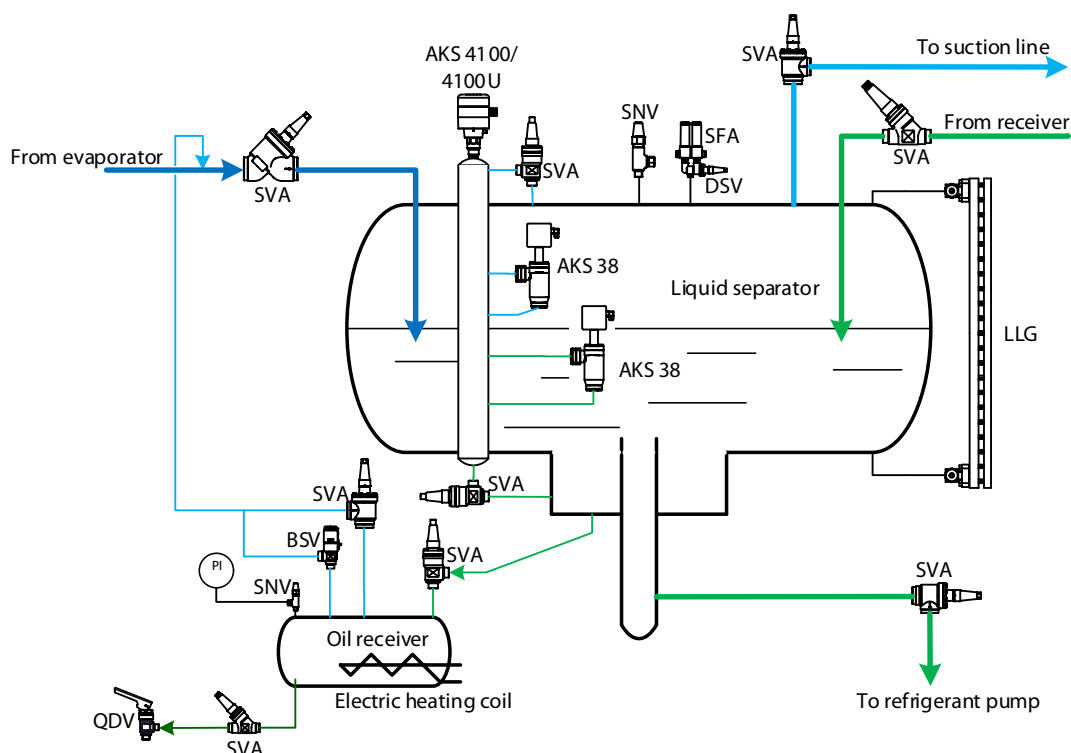 AKS 4100/
4100U
SVA
To suction line
SNV
SFA
From receiver
From evaporator
SVA
SVA
DSV
SVA
AKS 38
Liquid separator
LLG
AKS 38
SVA
SVA
BSV
SVA
PI
SNV
SVA
Oil receiver
Electric heating coil
To refrigerant pump
QDV
SVA